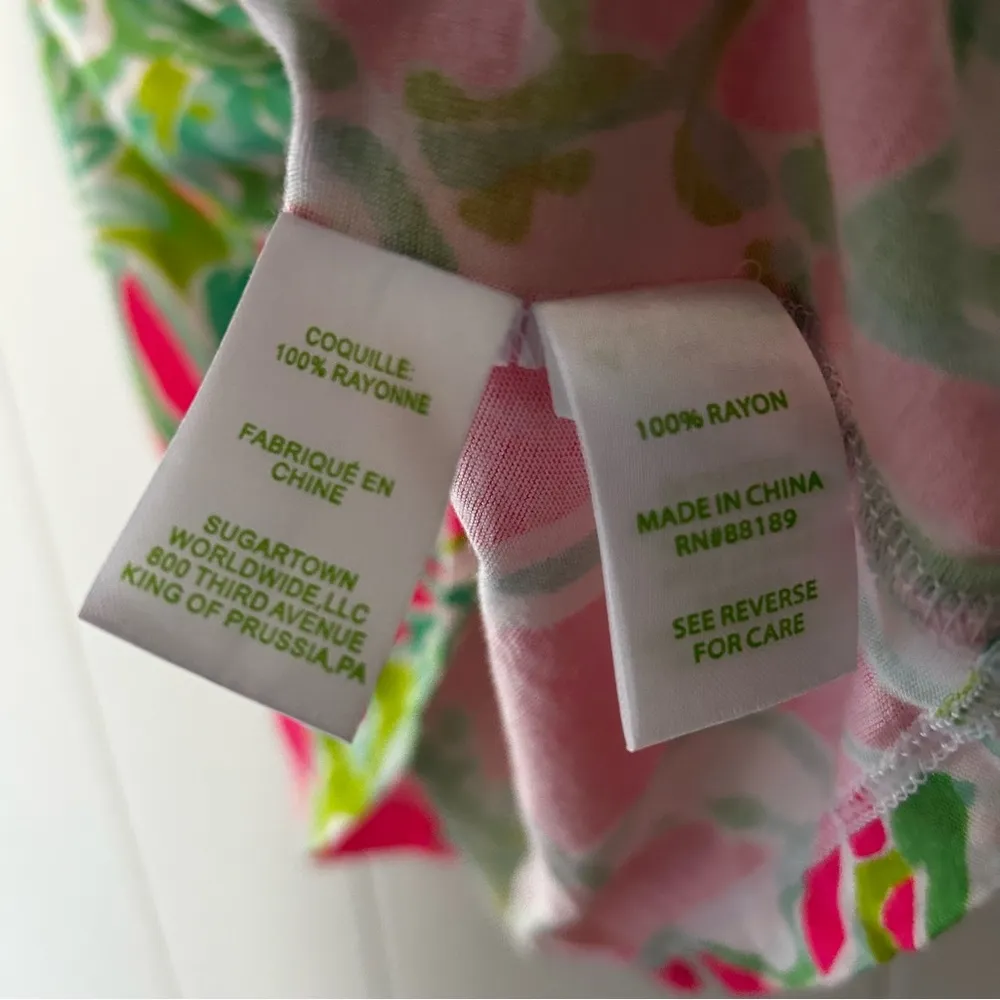 COQUILLE:
100% RAYONNE
FABRIQUÉ EN
CHINE
SUGARTOWN
WORLDWIDE,LLC
800 THIRD AVENUE
KING OF PRUSSIA,PA
100% RAYON
MADE IN CHINA
RN#88189
SEE REVERSE
FOR CARE